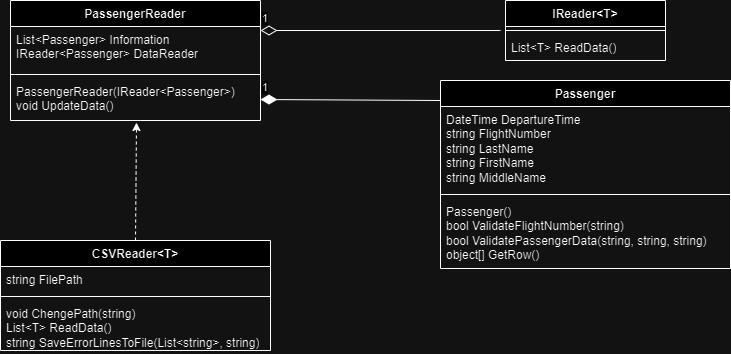 PassengerReader
List<Passenger> Information
IReader<Passenger> DataReader
PassengerReader(IReader<Passenger>)
void UpdateData()
1
1
IReader<T>
List<T> ReadData()
Passenger
DateTime DepartureTime
string FlightNumber
string LastName
string FirstName
string MiddleName
Passenger()
bool ValidateFlightNumber(string)
bool ValidatePassengerData(string, string, string)
object[] GetRow()
CSVReader<T>
string FilePath
void ChengePath(string)
List<T> ReadData()
string SaveErrorLinesToFile(List<string>, string)